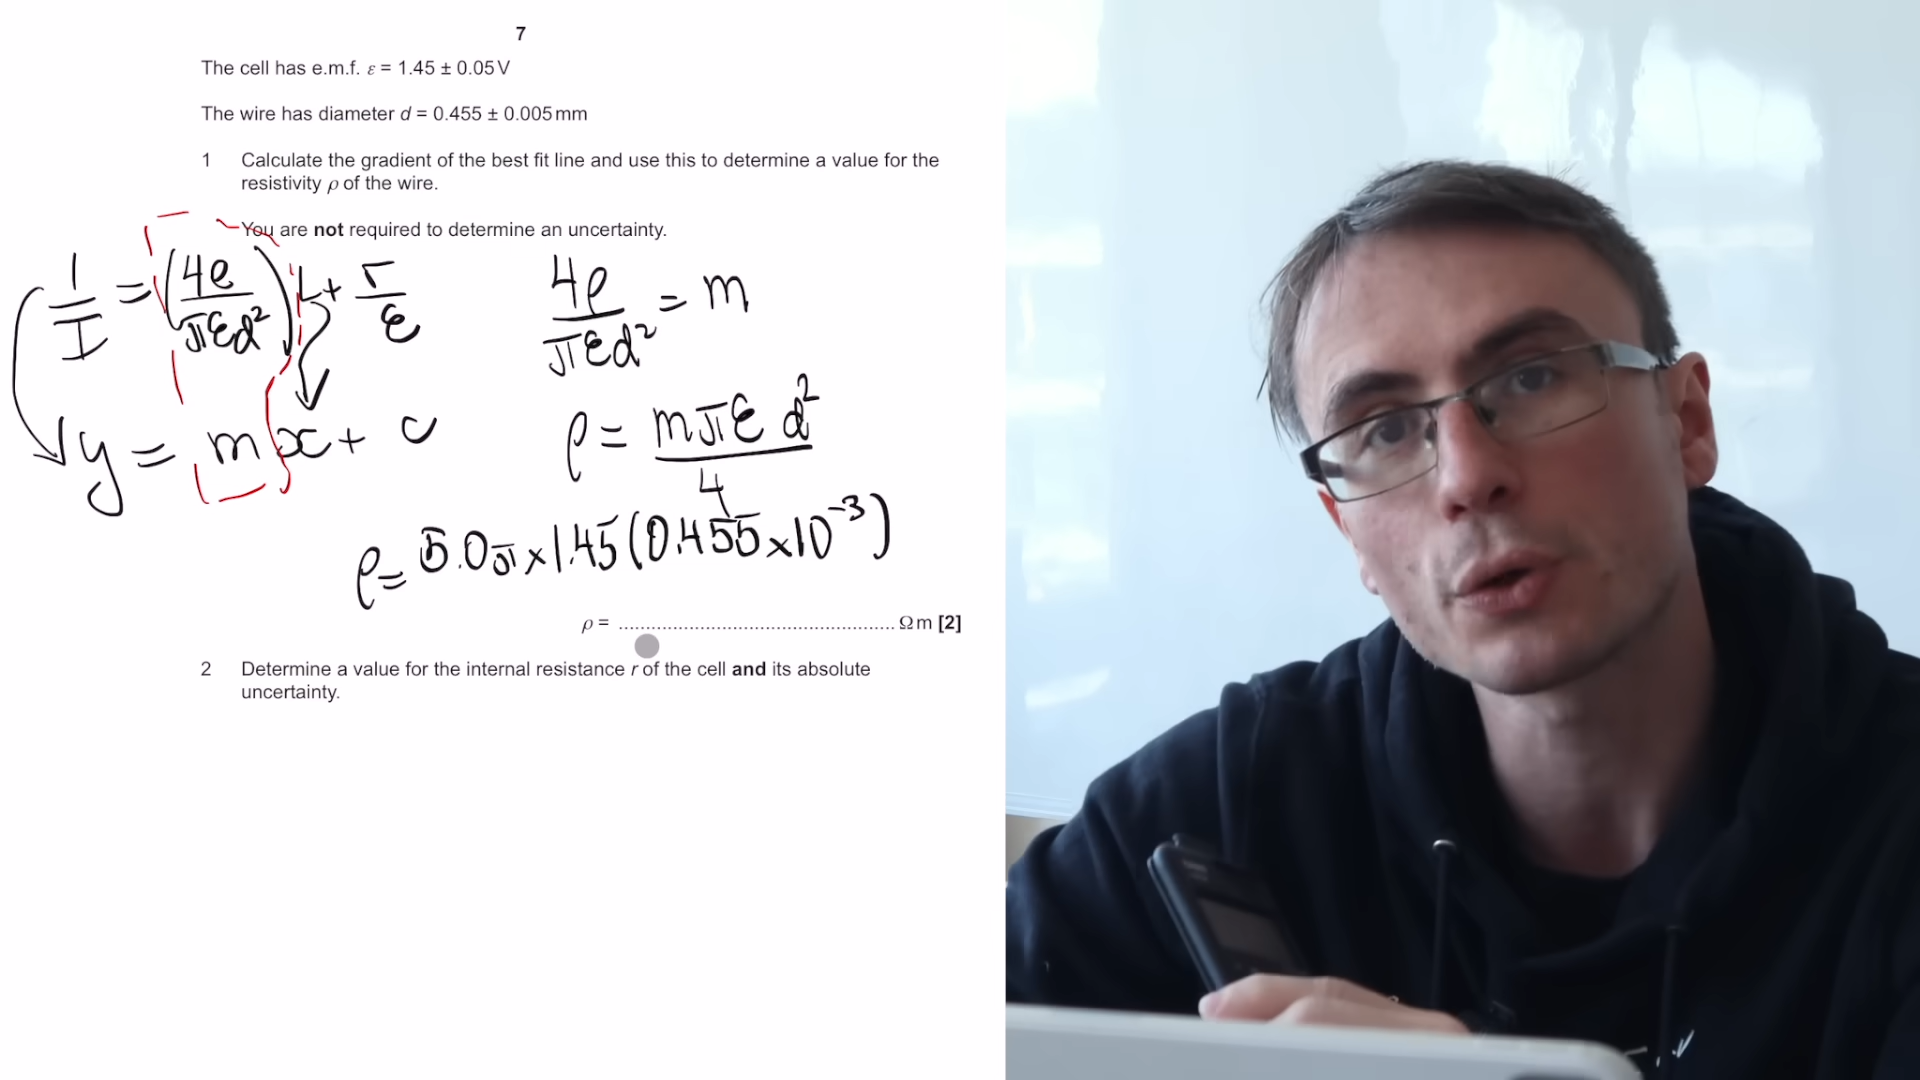 7
The cell has e.m.f. ε = 1.45 ± 0.05 V
The wire has diameter d = 0.455 ± 0.005 mm
1 Calculate the gradient of the best fit line and use this to determine a value for the
resistivity ρ of the wire.
You are not required to determine an uncertainty.
1/I = (4ρ/πεd²) L + r/ε
y = mx + c
4ρ/πεd² = m
ρ = mπεd²/4
ρ = 5.0π × 1.45 (0.455 × 10⁻³)
ρ = ................................................ Ω m [2]
2 Determine a value for the internal resistance r of the cell and its absolute
uncertainty.